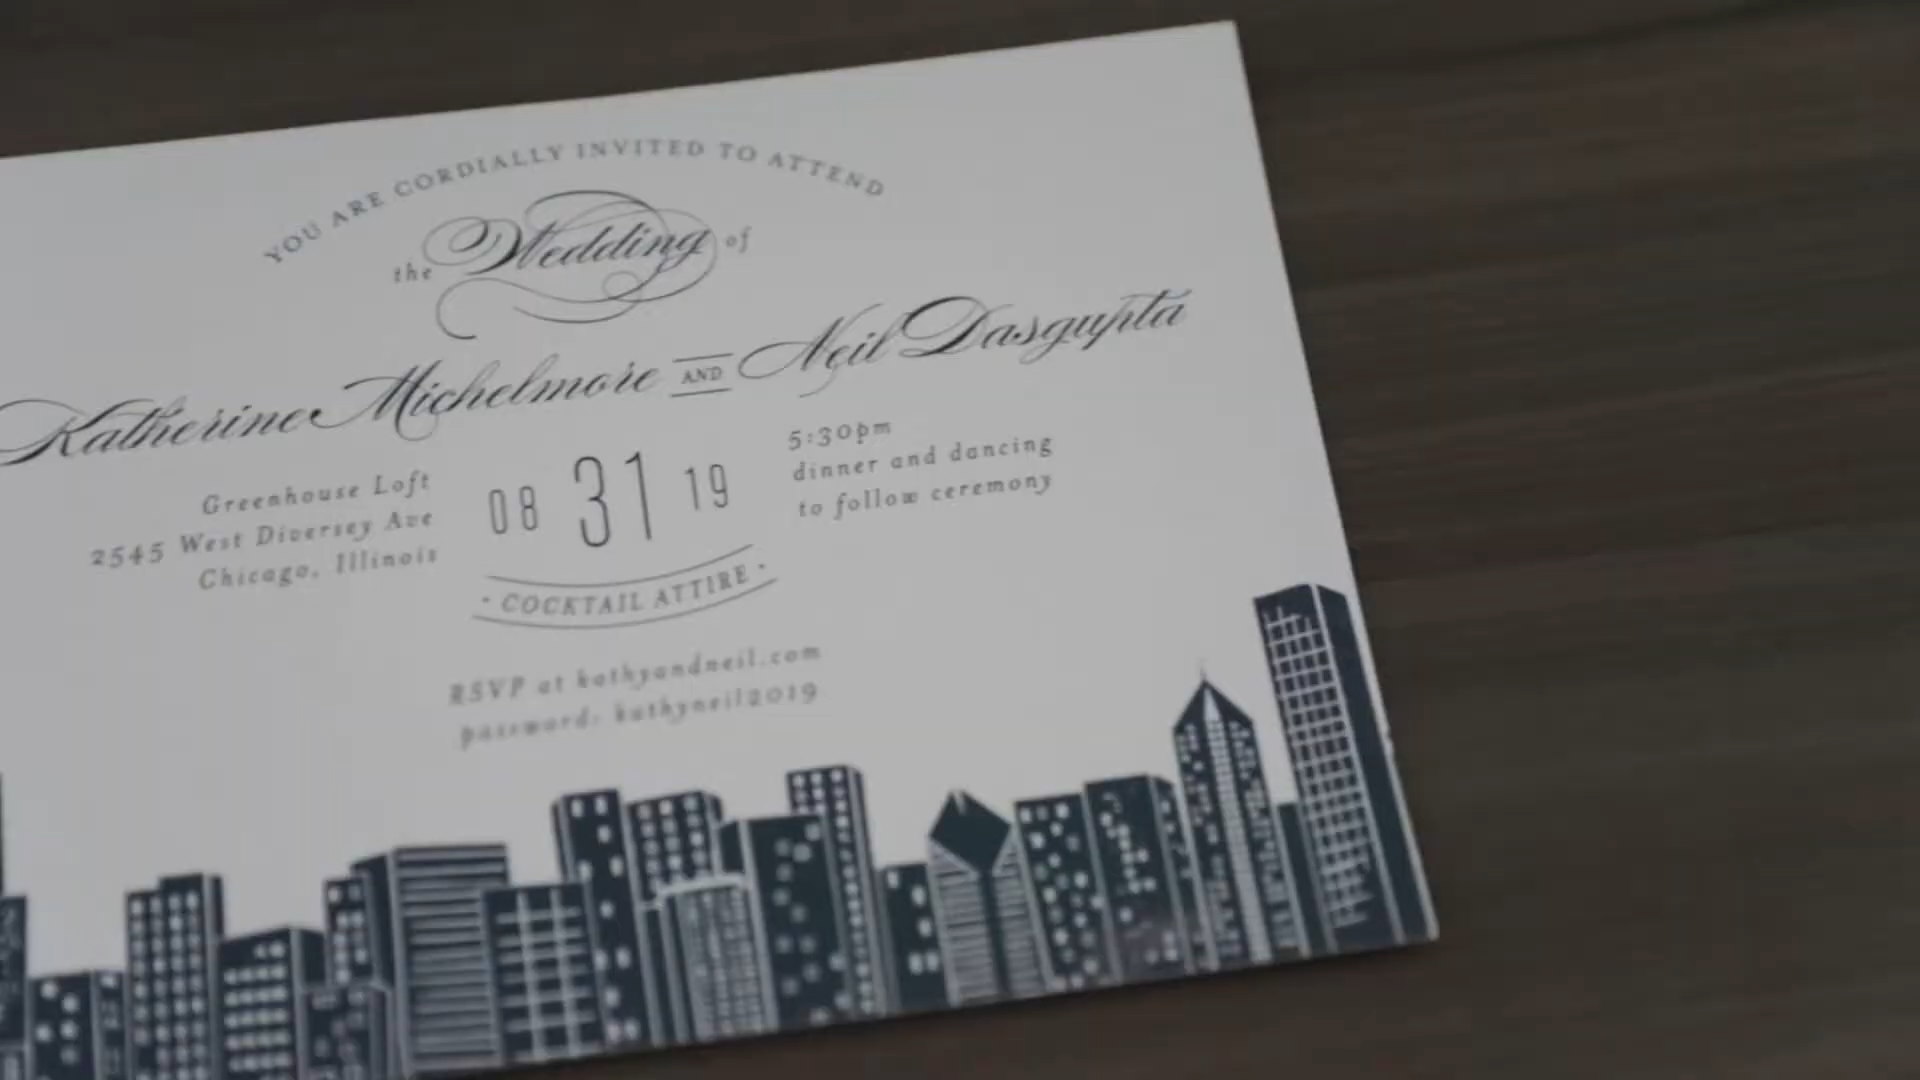 YOU ARE CORDIALLY INVITED TO ATTEND
the Wedding of
Katherine Michelmore AND Neil Dasgupta
Greenhouse Loft
2545 West Diversey Ave
Chicago, Illinois
08 31 19
5:30pm
dinner and dancing
to follow ceremony
• COCKTAIL ATTIRE •
RSVP at kathyandneil.com
password: kathyneil2019